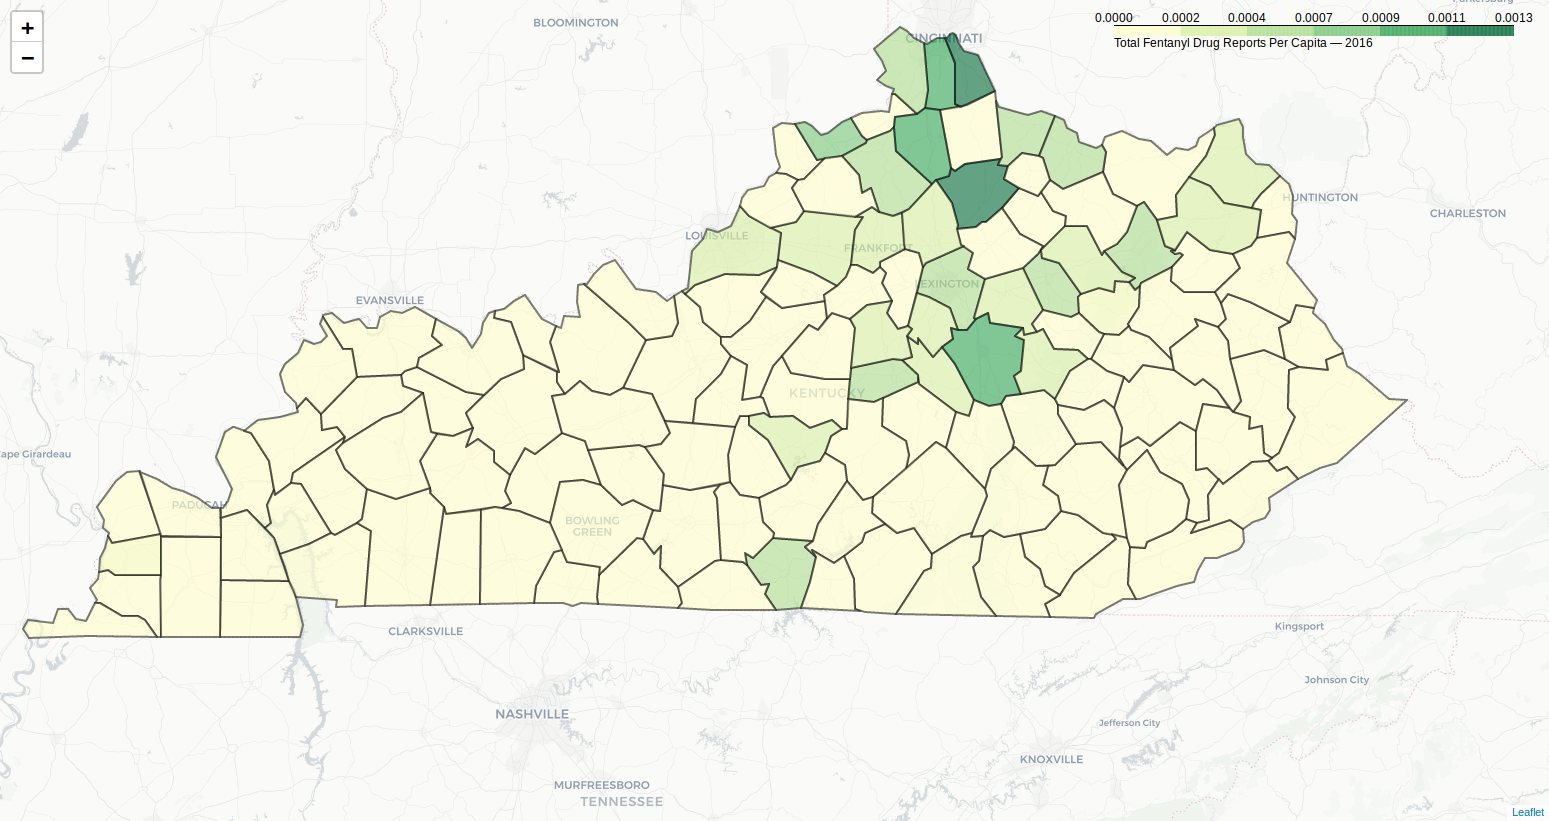 +
−
0.0000 0.0002 0.0004 0.0007 0.0009 0.0011 0.0013
Total Fentanyl Drug Reports Per Capita — 2016
BLOOMINGTON
CINCINNATI
HUNTINGTON
CHARLESTON
LOUISVILLE
FRANKFORT
LEXINGTON
EVANSVILLE
KENTUCKY
Cape Girardeau
PADUCAH
BOWLING
GREEN
CLARKSVILLE
Kingsport
Johnson City
NASHVILLE
Jefferson City
KNOXVILLE
MURFREESBORO
TENNESSEE
Leaflet